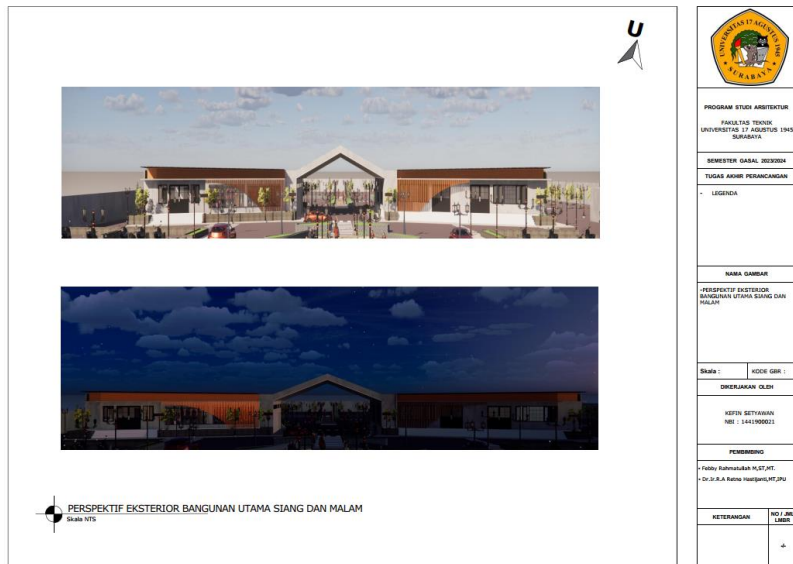 U
PERSPEKTIF EKSTERIOR BANGUNAN UTAMA SIANG DAN MALAM
Skala NTS
UNIVERSITAS 17 AGUSTUS 1945
SURABAYA
PROGRAM STUDI ARSITEKTUR
FAKULTAS TEKNIK
UNIVERSITAS 17 AGUSTUS 1945
SURABAYA
SEMESTER GASAL 2023/2024
TUGAS AKHIR PERANCANGAN
- LEGENDA
NAMA GAMBAR
-PERSPEKTIF EKSTERIOR
BANGUNAN UTAMA SIANG DAN
MALAM
Skala :
KODE GBR :
DIKERJAKAN OLEH
KEFIN SETYAWAN
NBI : 1441900021
PEMBIMBING
• Febby Rahmatullah M,ST,MT.
• Dr.Ir.R.A Retno Hastijanti,MT,IPU
KETERANGAN
NO / JML
LMBR